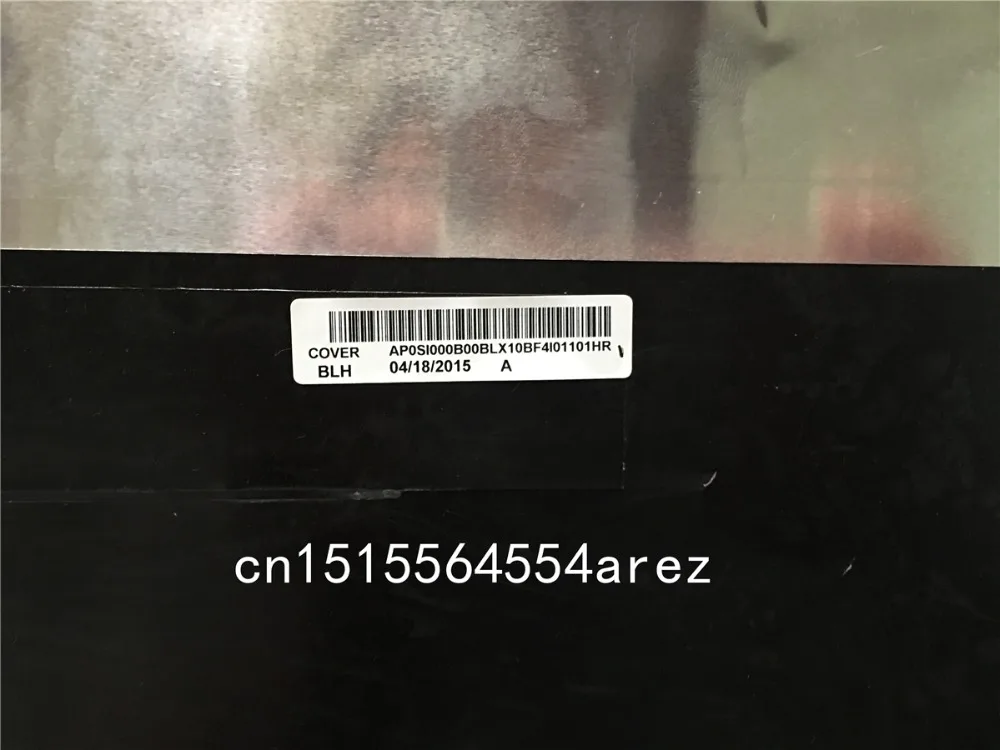 COVER AP0SI000B00BLX10BF4I01101HR
BLH 04/18/2015 A
cn1515564554arez